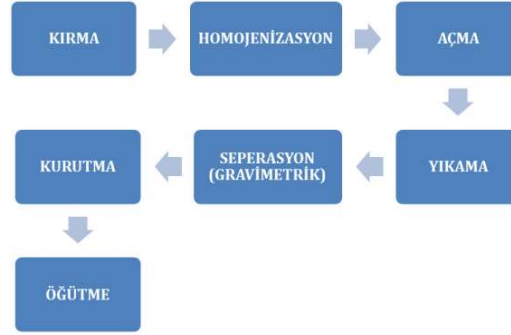 KIRMA
HOMOJENİZASYON
AÇMA
YIKAMA
SEPERASYON
(GRAVİMETRİK)
KURUTMA
ÖĞÜTME